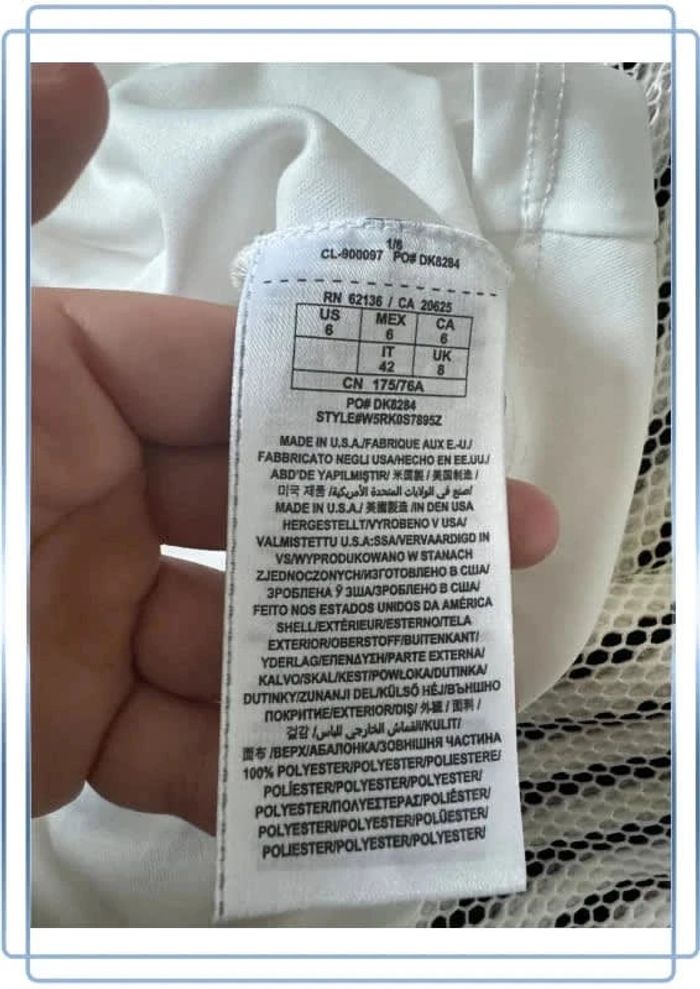 1/6
CL-900097 PO# DK8284
RN 62136 / CA 20625
US MEX CA
6 6 6
IT UK
42 8
CN 175/76A
PO# DK8284
STYLE#W5RK0S7895Z
MADE IN U.S.A./FABRIQUE AUX E.-U./
FABBRICATO NEGLI USA/HECHO EN EE.UU./
ABD'DE YAPILMIŞTIR/ 米国製 / 美国制造 /
미국 제품 /صنع في الولايات المتحدة الأمريكية/
MADE IN U.S.A./ 美國製造 /IN DEN USA
HERGESTELLT/VYROBENO V USA/
VALMISTETTU U.S.A:SSA/VERVAARDIGD IN
VS/WYPRODUKOWANO W STANACH
ZJEDNOCZONYCH/ИЗГОТОВЛЕНО В США/
ЗРОБЛЕНА Ў ЗША/ЗРОБЛЕНО В США/
FEITO NOS ESTADOS UNIDOS DA AMÉRICA
SHELL/EXTÉRIEUR/ESTERNO/TELA
EXTERIOR/OBERSTOFF/BUITENKANT/
YDERLAG/ΕΠΕΝΔΥΣΗ/PARTE EXTERNA/
KALVO/SKAL/KEST/POWŁOKA/DUTINKA/
DUTINKY/ZUNANJI DEL/KÜLSŐ HÉJ/ВЪНШНО
ПОКРИТИЕ/EXTERIOR/DIŞ/ 外罐 / 面料 /
겉감 /القماش الخارجي للباس/KULIT/
面布 /ВЕРХ/АБАЛОНКА/ЗОВНІШНЯ ЧАСТИНА
100% POLYESTER/POLYESTER/POLIESTERE/
POLÍESTER/POLYESTER/POLYESTER/
POLYESTER/ΠΟΛΥΕΣΤΕΡΑΣ/POLIÉSTER/
POLYESTERI/POLYESTER/POLÜESTER/
POLIESTER/POLYESTER/POLYESTER/